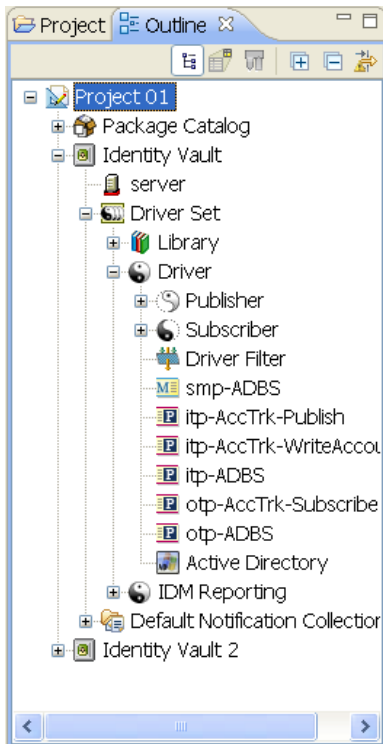 Project Outline
Project 01
Package Catalog
Identity Vault
server
Driver Set
Library
Driver
Publisher
Subscriber
Driver Filter
smp-ADBS
itp-AccTrk-Publish
itp-AccTrk-WriteAccou
itp-ADBS
otp-AccTrk-Subscribe
otp-ADBS
Active Directory
IDM Reporting
Default Notification Collection
Identity Vault 2